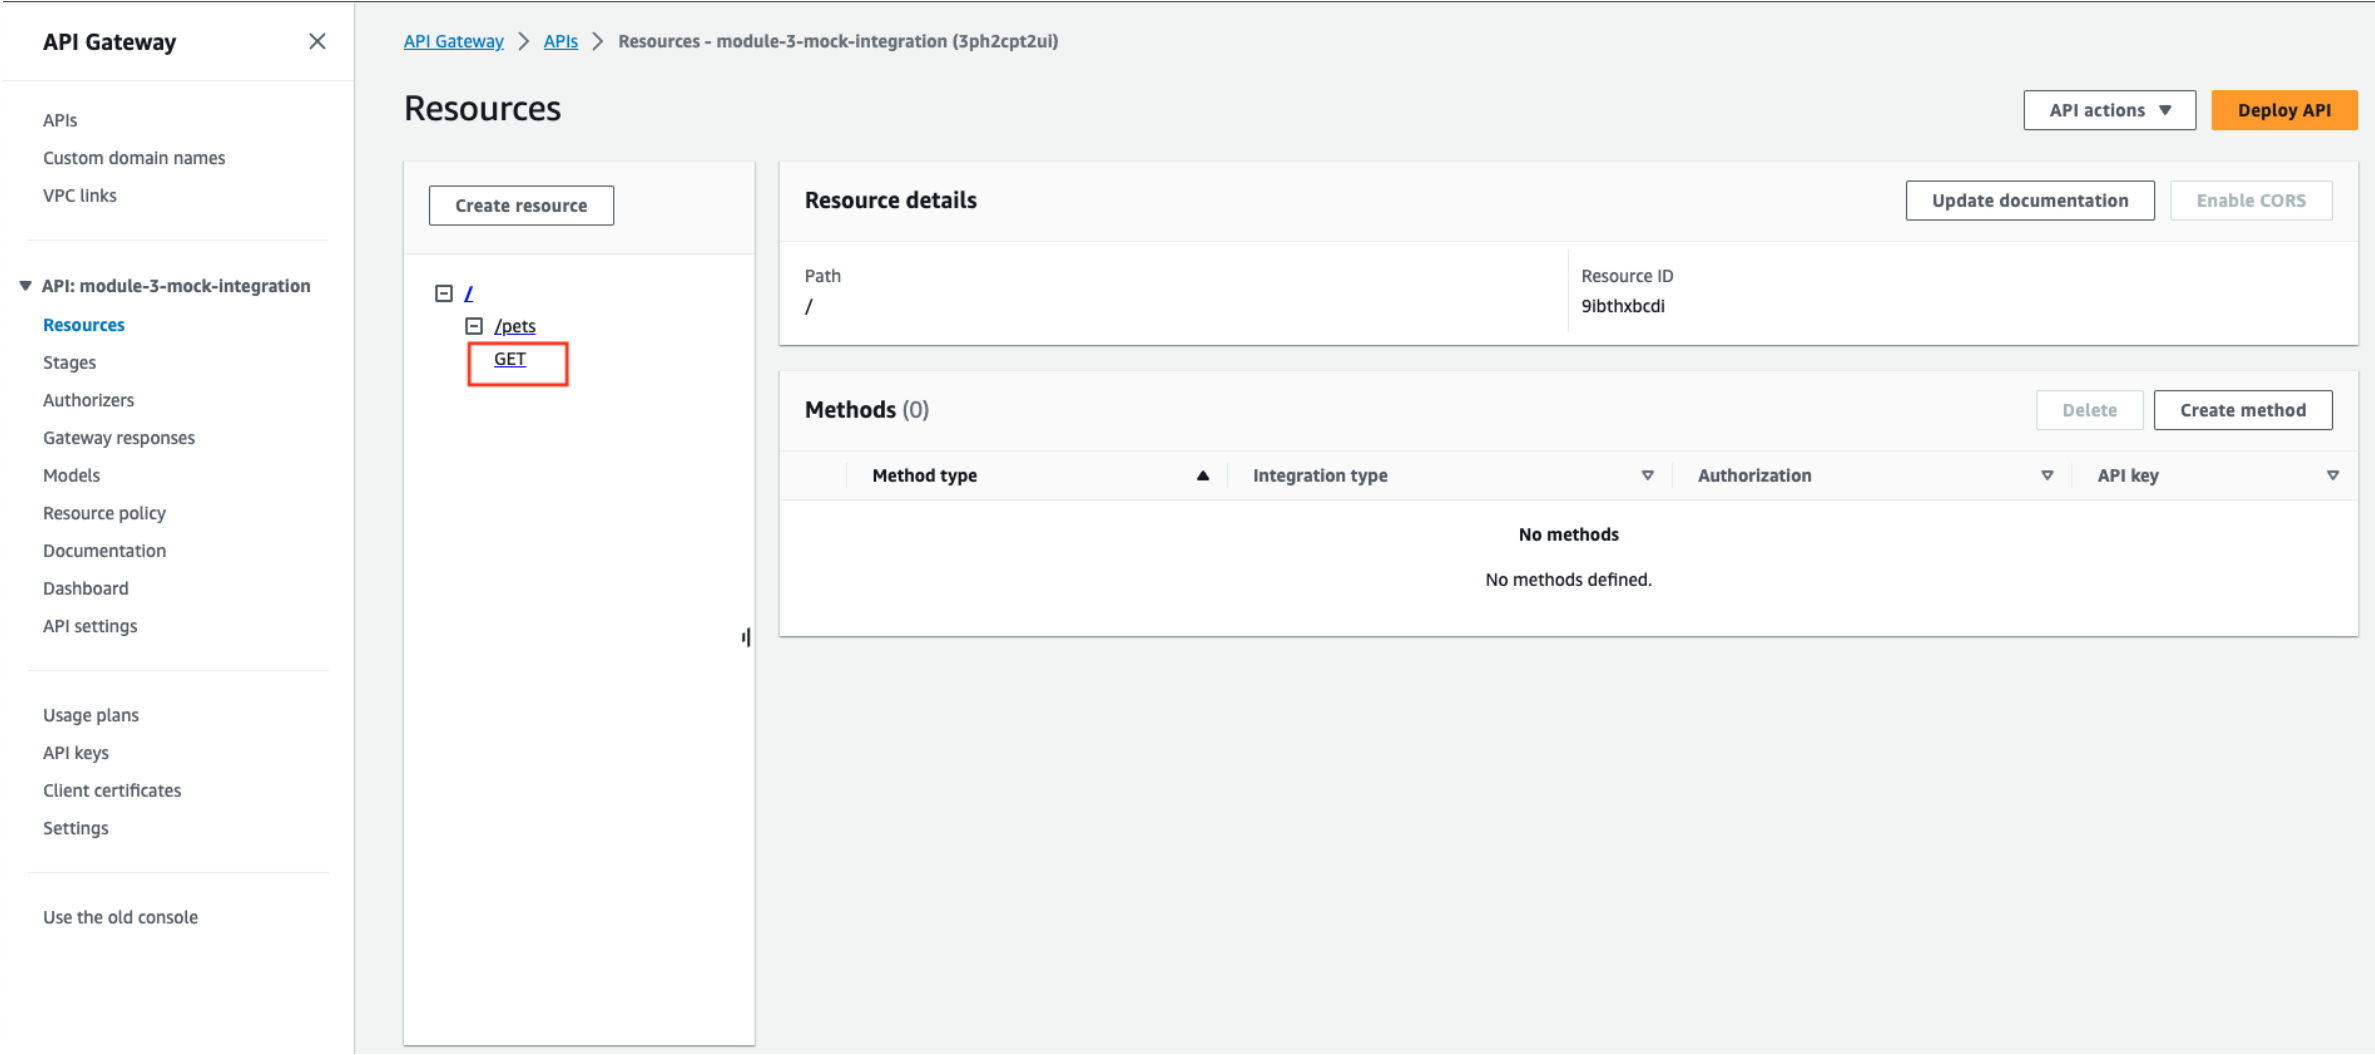 API Gateway
APIs
Custom domain names
VPC links
API: module-3-mock-integration
Resources
Stages
Authorizers
Gateway responses
Models
Resource policy
Documentation
Dashboard
API settings
Usage plans
API keys
Client certificates
Settings
Use the old console
API Gateway > APIs > Resources - module-3-mock-integration (3ph2cpt2ui)
Resources
API actions
Deploy API
Create resource
/
/pets
GET
Resource details
Update documentation
Enable CORS
Path
/
Resource ID
9ibthxbcdi
Methods (0)
Delete
Create method
Method type Integration type Authorization API key
No methods
No methods defined.